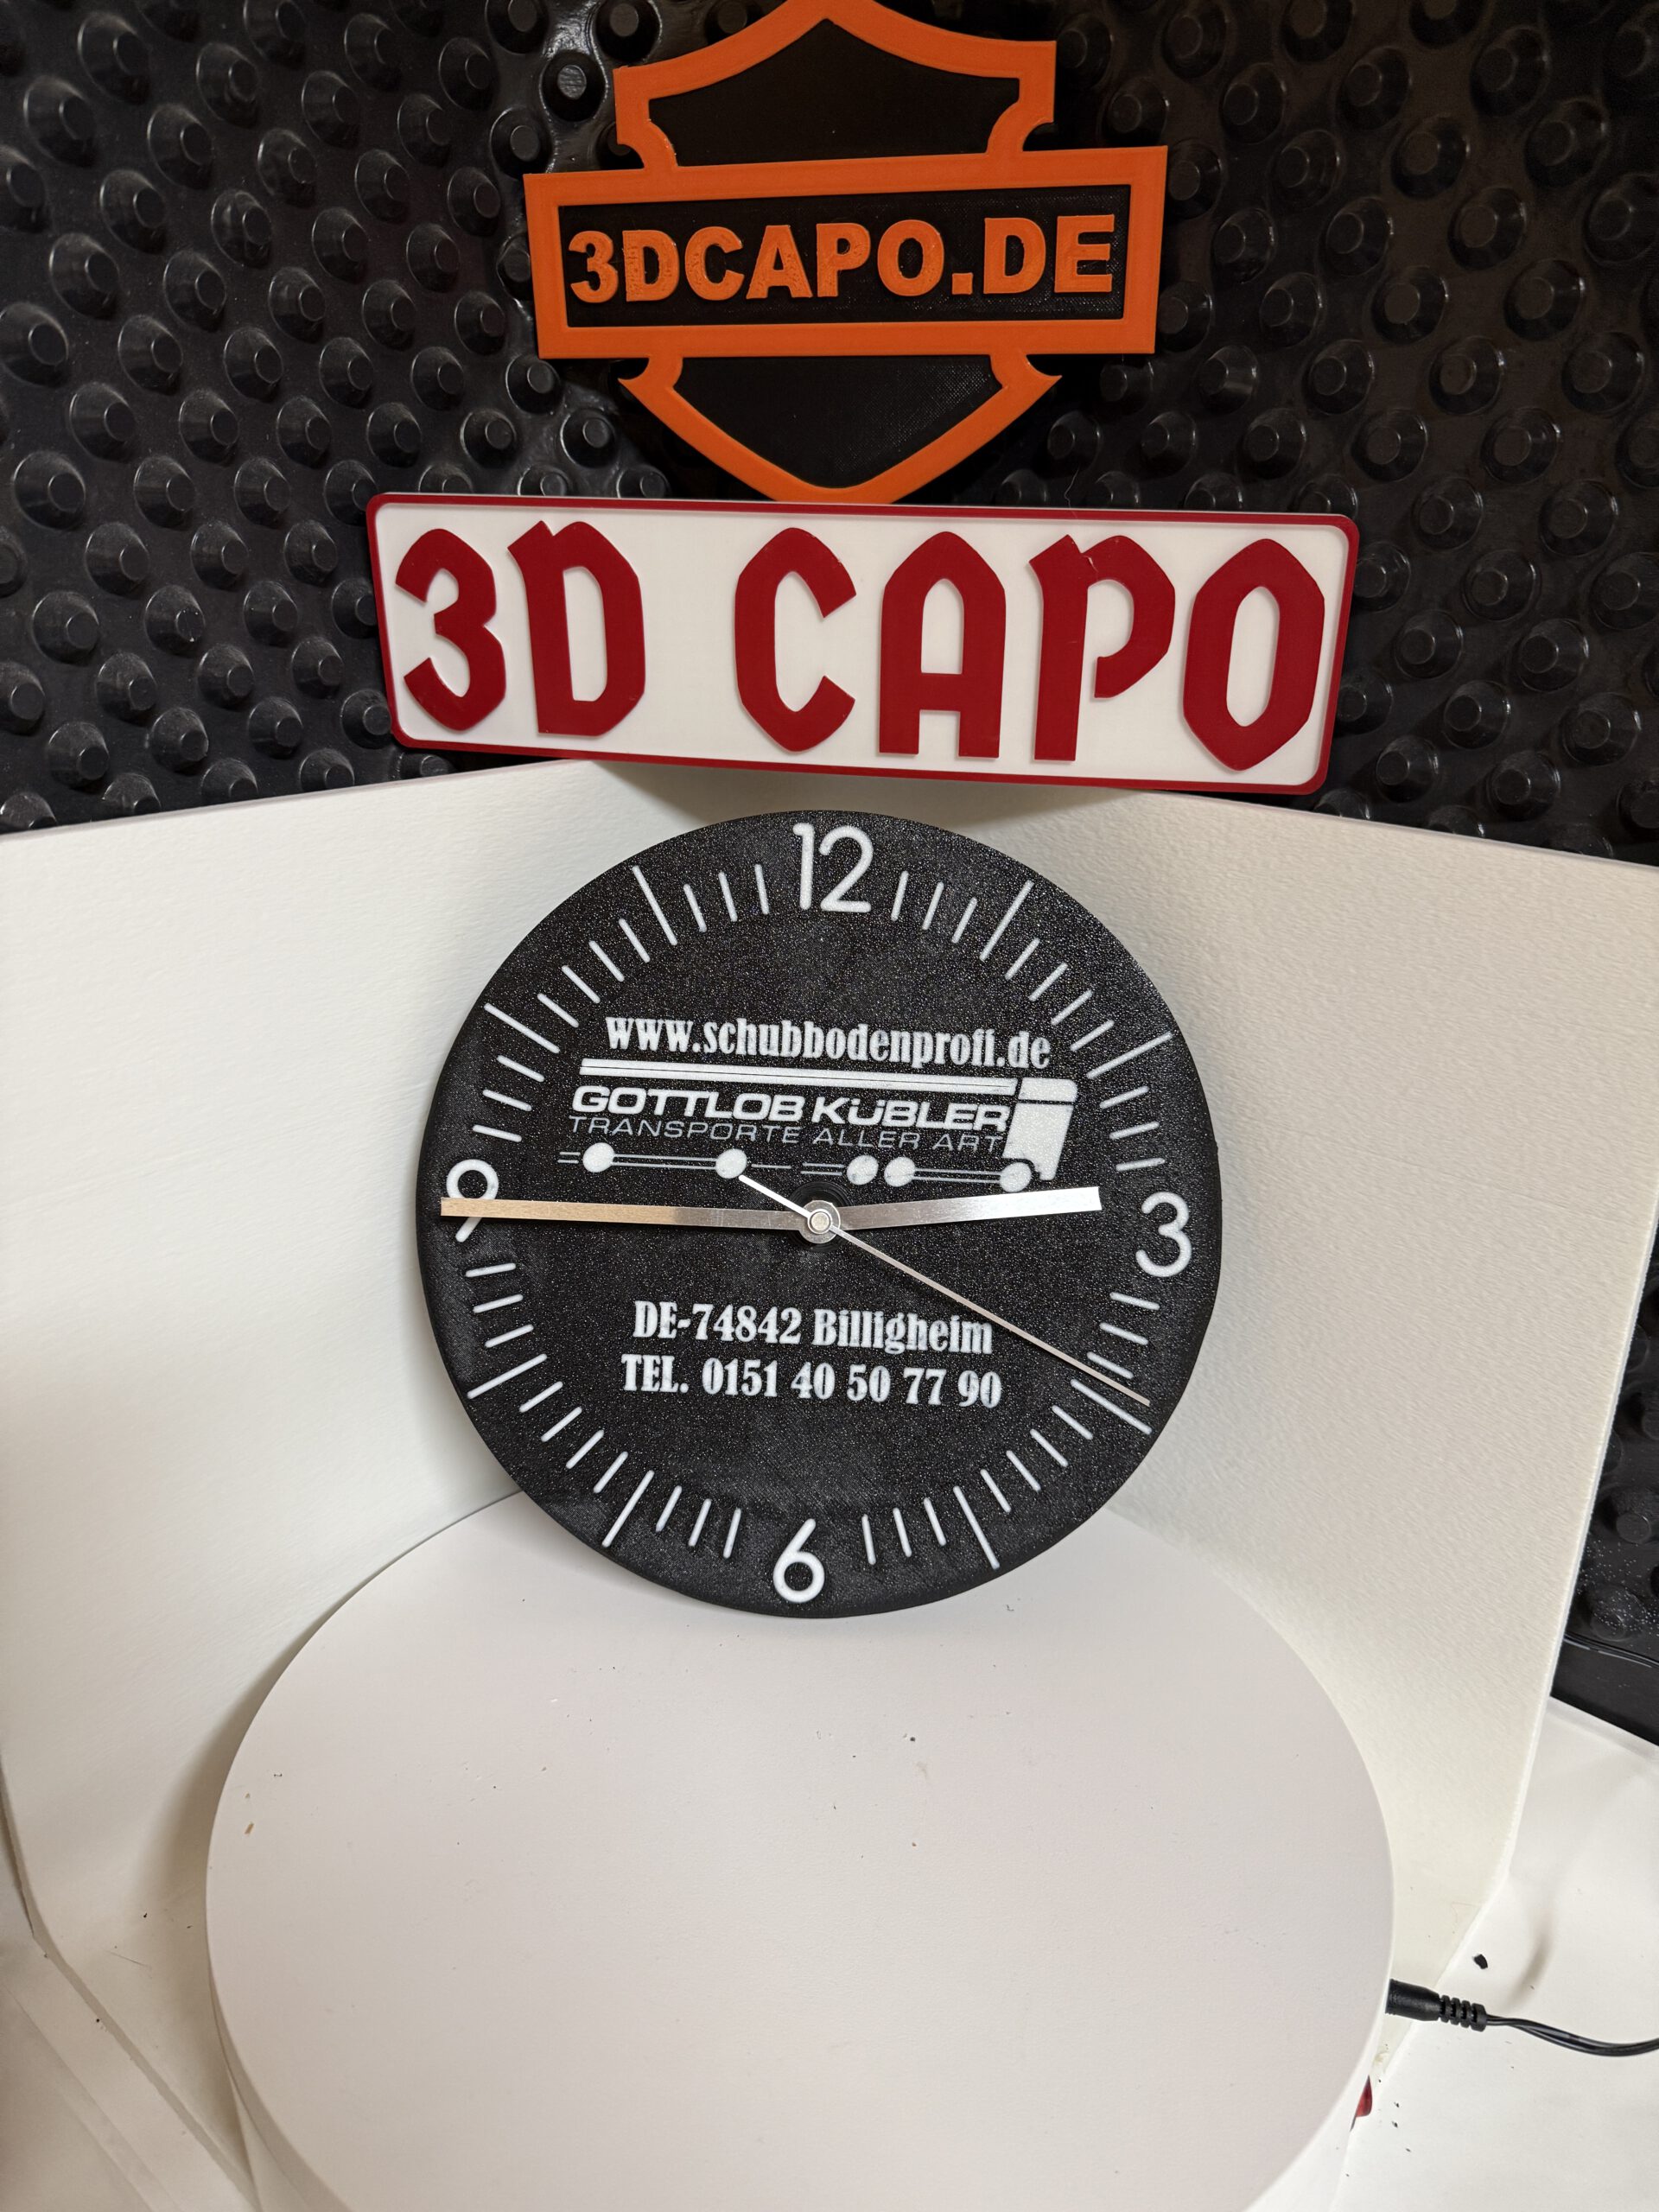 3DCAPO.DE
3D CAPO
12
www.schubbodenprofi.de
GOTTLOB KÜBLER
TRANSPORTE ALLER ART
9
3
DE-74842 Billigheim
TEL. 0151 40 50 77 90
6